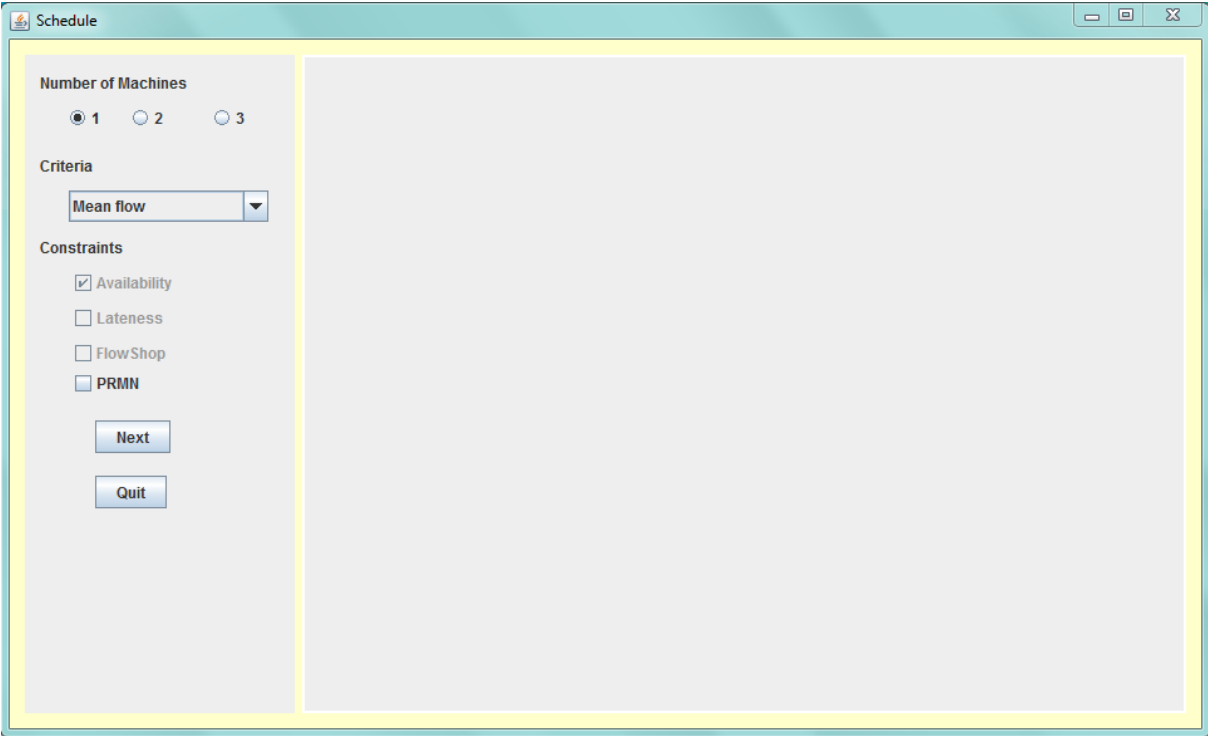 Schedule
Number of Machines
1 2 3
Criteria
Mean flow
Constraints
Availability
Lateness
FlowShop
PRMN
Next
Quit